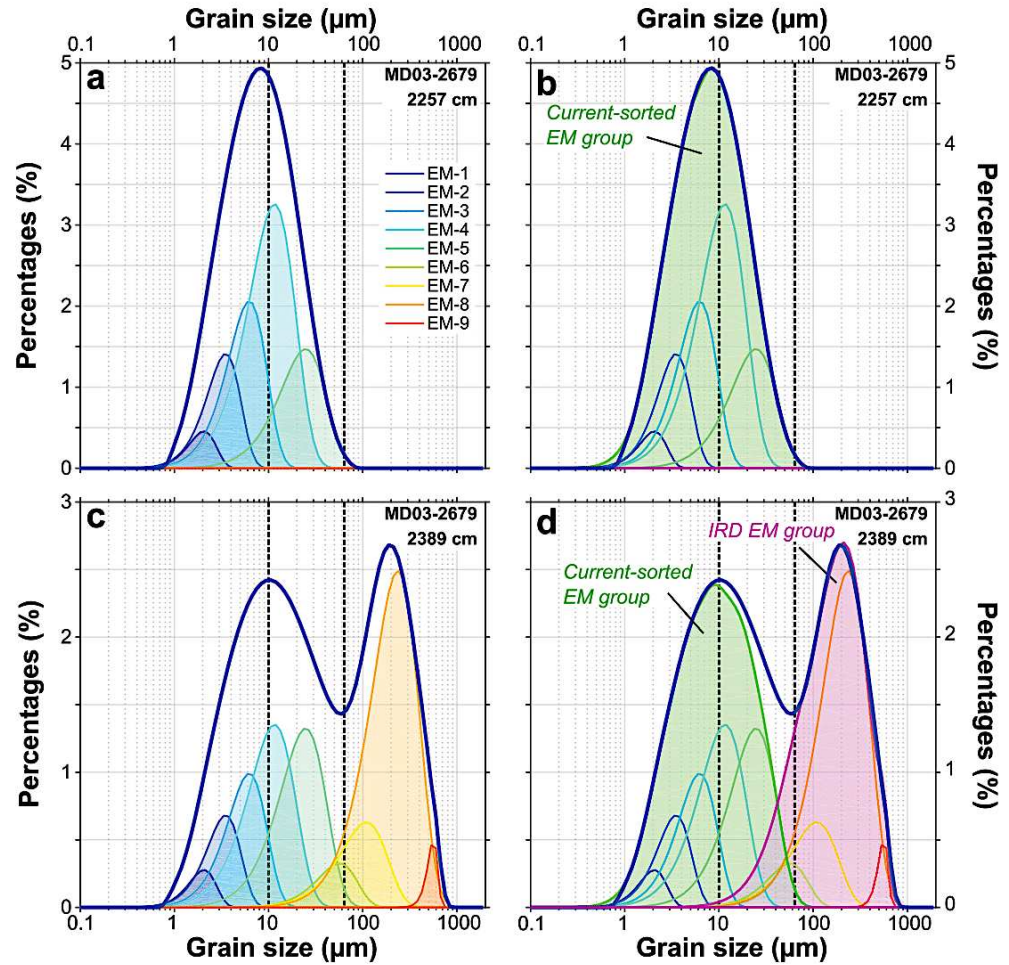 Grain size (µm)
Grain size (µm)
0.1 1 10 100 1000
0.1 1 10 100 1000
5
4
3
2
1
0
Percentages (%)
a
MD03-2679
2257 cm
EM-1
EM-2
EM-3
EM-4
EM-5
EM-6
EM-7
EM-8
EM-9
b
MD03-2679
2257 cm
Current-sorted
EM group
5
4
3
2
1
0
0
Percentages (%)
3
2
1
0
Percentages (%)
c
MD03-2679
2389 cm
d
MD03-2679
2389 cm
IRD EM group
Current-sorted
EM group
3
2
1
0
0
Percentages (%)
0.1 1 10 100 1000
0.1 1 10 100 1000
Grain size (µm)
Grain size (µm)